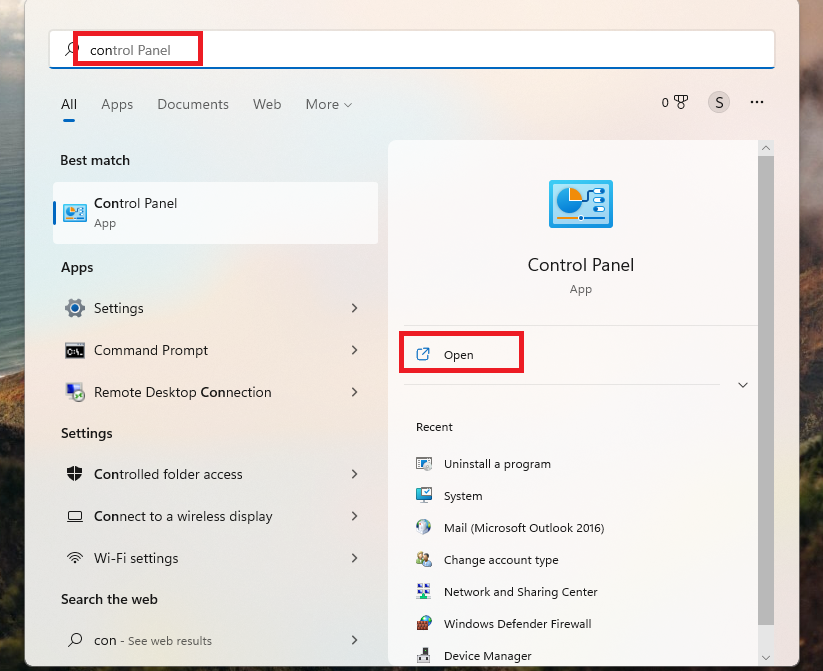 control Panel
All Apps Documents Web More 0 S ...
Best match
Control Panel
App
Apps
Settings
Command Prompt
Remote Desktop Connection
Settings
Controlled folder access
Connect to a wireless display
Wi-Fi settings
Search the web
con - See web results
Control Panel
App
Open
Recent
Uninstall a program
System
Mail (Microsoft Outlook 2016)
Change account type
Network and Sharing Center
Windows Defender Firewall
Device Manager